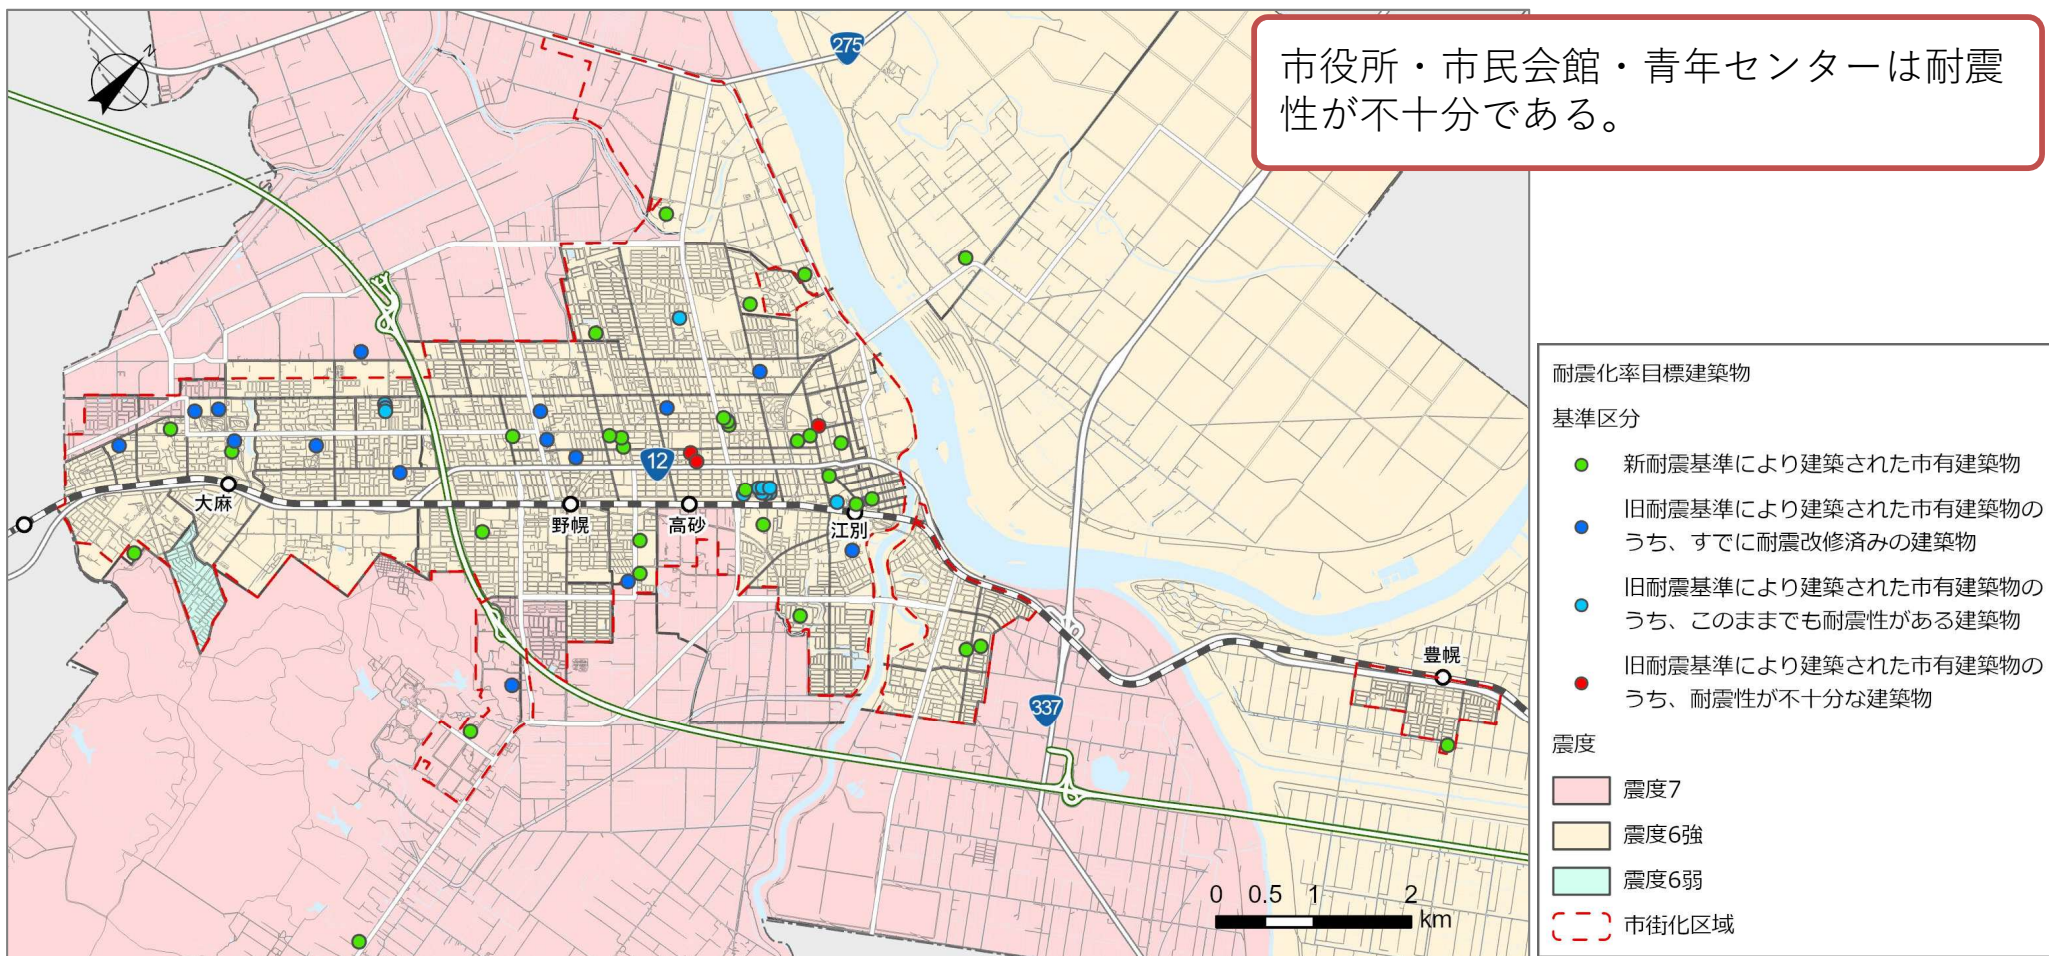 市役所・市民会館・青年センターは耐震
性が不十分である。
N
275
12
337
大麻
野幌
高砂
江別
豊幌
0 0.5 1 2
km
耐震化率目標建築物
基準区分
新耐震基準により建築された市有建築物
旧耐震基準により建築された市有建築物の
うち、すでに耐震改修済みの建築物
旧耐震基準により建築された市有建築物の
うち、このままでも耐震性がある建築物
旧耐震基準により建築された市有建築物の
うち、耐震性が不十分な建築物
震度
震度7
震度6強
震度6弱
市街化区域